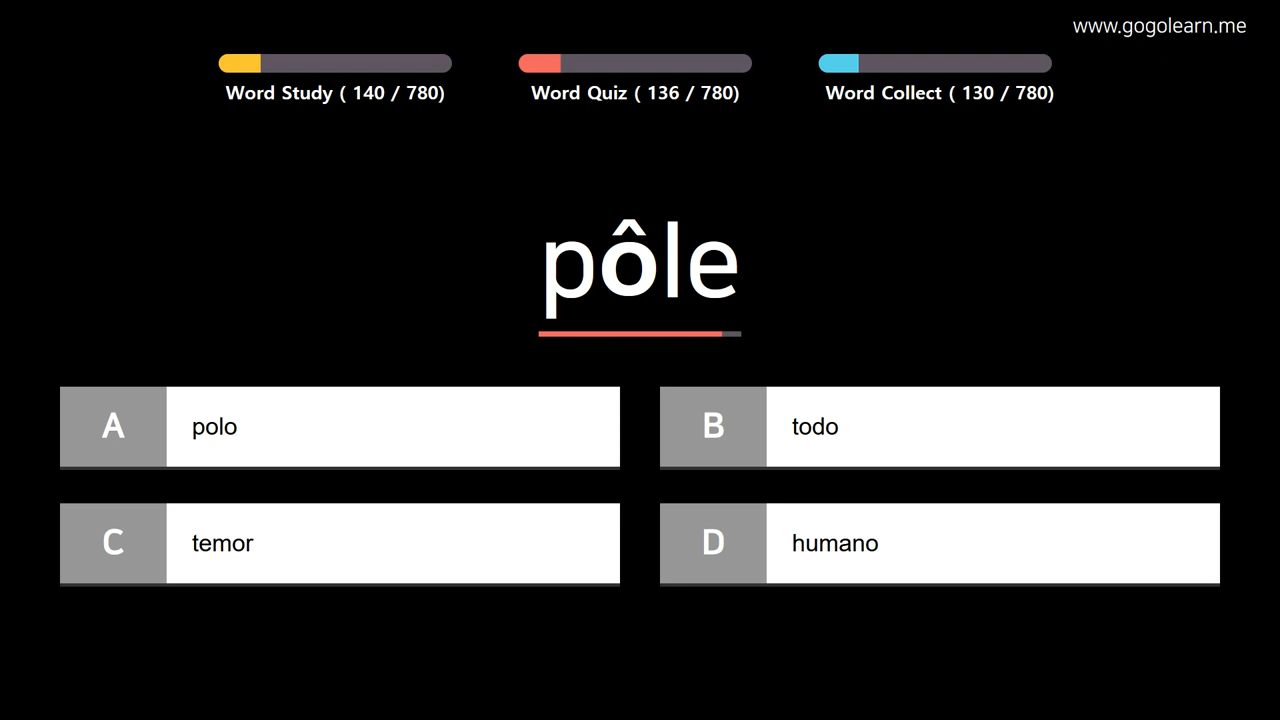 www.gogolearn.me
Word Study ( 140 / 780)
Word Quiz ( 136 / 780)
Word Collect ( 130 / 780)
pôle
A polo
B todo
C temor
D humano